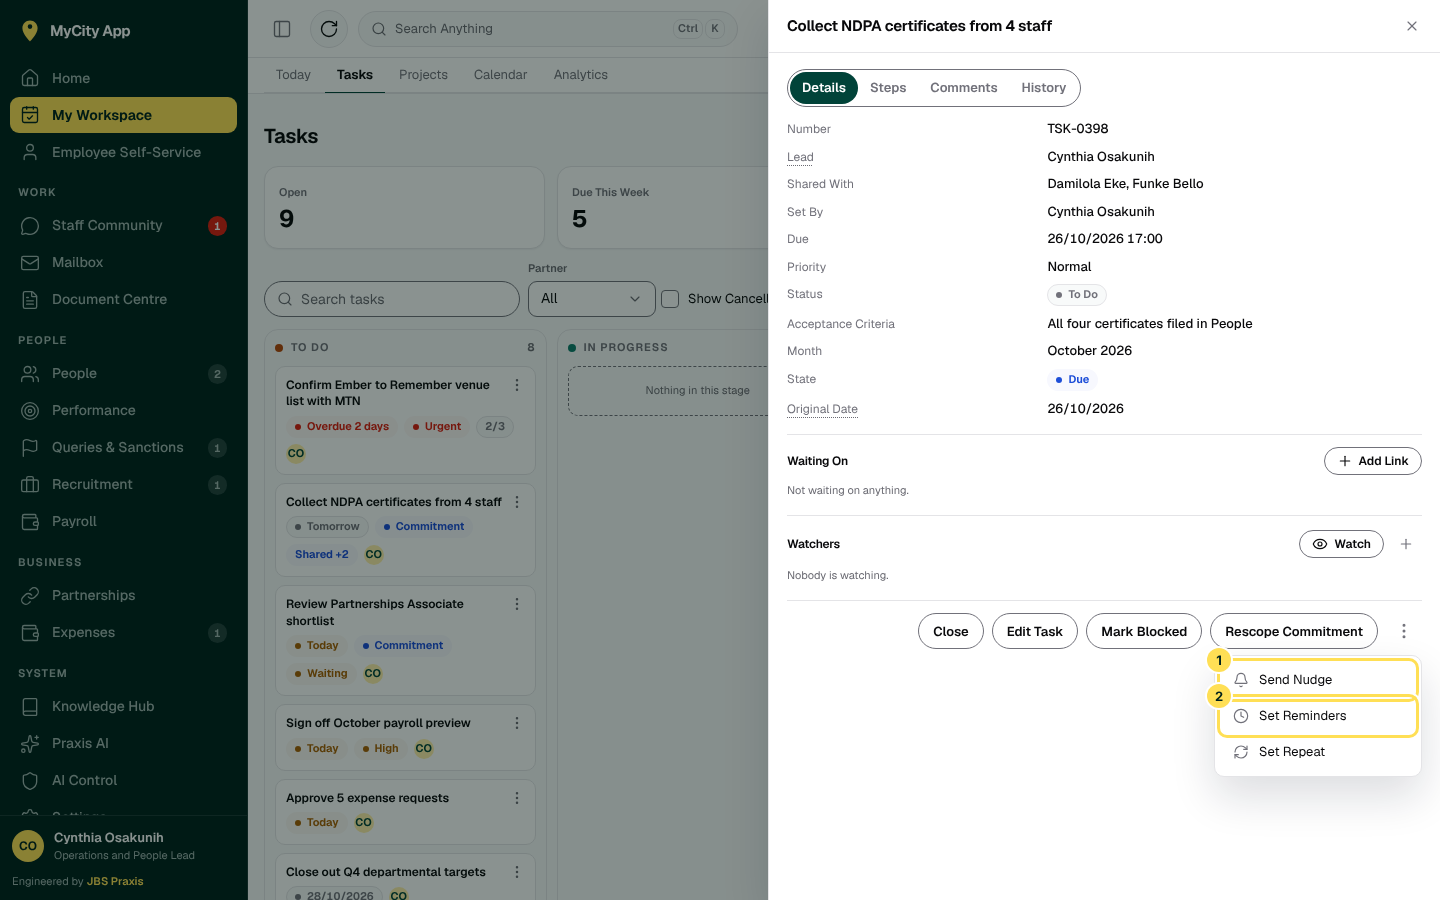 MyCity App
Home
My Workspace
Employee Self-Service
WORK
Staff Community 1
Mailbox
Document Centre
PEOPLE
People 2
Performance
Queries & Sanctions 1
Recruitment 1
Payroll
BUSINESS
Partnerships
Expenses 1
SYSTEM
Knowledge Hub
Praxis AI
AI Control
CO
Cynthia Osakunih
Operations and People Lead
Engineered by JBS Praxis
Search Anything Ctrl K
Today Tasks Projects Calendar Analytics
Tasks
Open
9
Due This Week
5
Search tasks
Partner
All
Show Cancell
TO DO 8
Confirm Ember to Remember venue
list with MTN
Overdue 2 days Urgent 2/3
CO
Collect NDPA certificates from 4 staff
Tomorrow Commitment
Shared +2 CO
Review Partnerships Associate
shortlist
Today Commitment
Waiting CO
Sign off October payroll preview
Today High CO
Approve 5 expense requests
Today CO
Close out Q4 departmental targets
28/10/2026 CO
IN PROGRESS
Nothing in this stage
Collect NDPA certificates from 4 staff
Details Steps Comments History
Number TSK-0398
Lead Cynthia Osakunih
Shared With Damilola Eke, Funke Bello
Set By Cynthia Osakunih
Due 26/10/2026 17:00
Priority Normal
Status To Do
Acceptance Criteria All four certificates filed in People
Month October 2026
State Due
Original Date 26/10/2026
Waiting On Add Link
Not waiting on anything.
Watchers Watch
Nobody is watching.
Close Edit Task Mark Blocked Rescope Commitment
1 Send Nudge
2 Set Reminders
Set Repeat